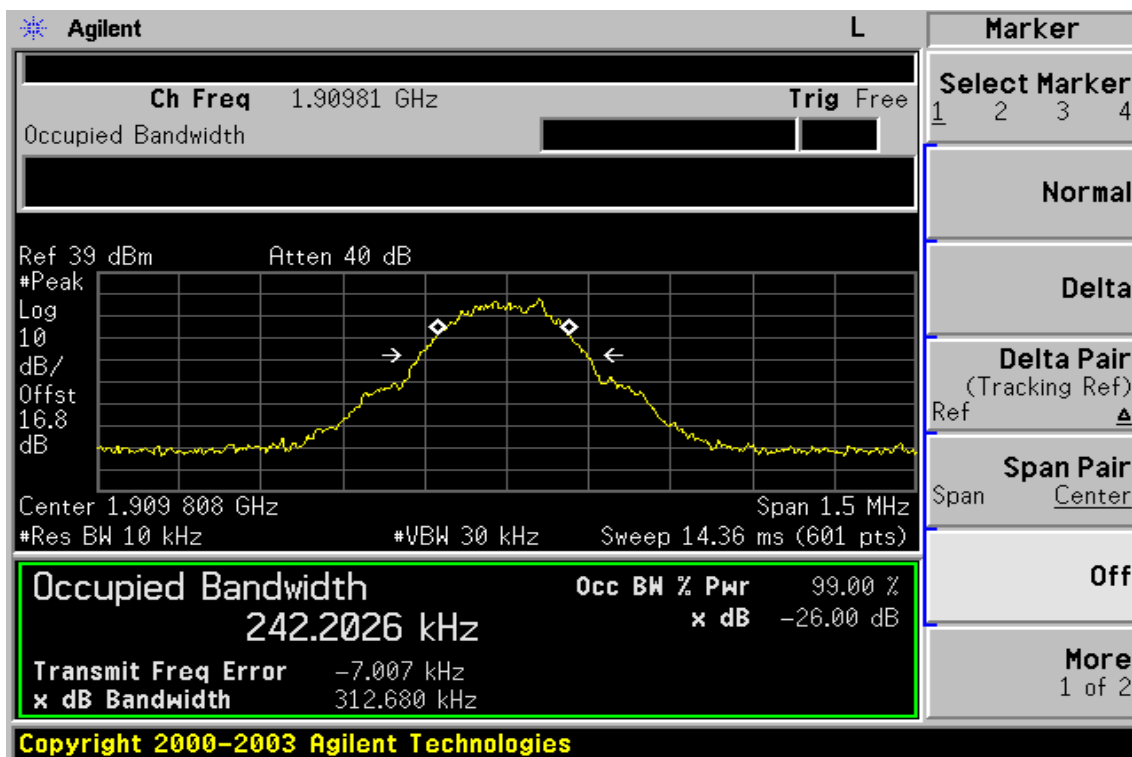 Agilent L Marker
Ch Freq 1.90981 GHz Trig Free
Occupied Bandwidth
Select Marker
1 2 3 4
Normal
Delta
Delta Pair
(Tracking Ref)
Ref Δ
Span Pair
Span Center
Off
More
1 of 2
Ref 39 dBm Atten 40 dB
#Peak
Log
10
dB/
Offst
16.8
dB
Center 1.909 808 GHz Span 1.5 MHz
#Res BW 10 kHz #VBW 30 kHz Sweep 14.36 ms (601 pts)
Occupied Bandwidth Occ BW % Pwr 99.00 %
242.2026 kHz x dB -26.00 dB
Transmit Freq Error -7.007 kHz
x dB Bandwidth 312.680 kHz
Copyright 2000-2003 Agilent Technologies